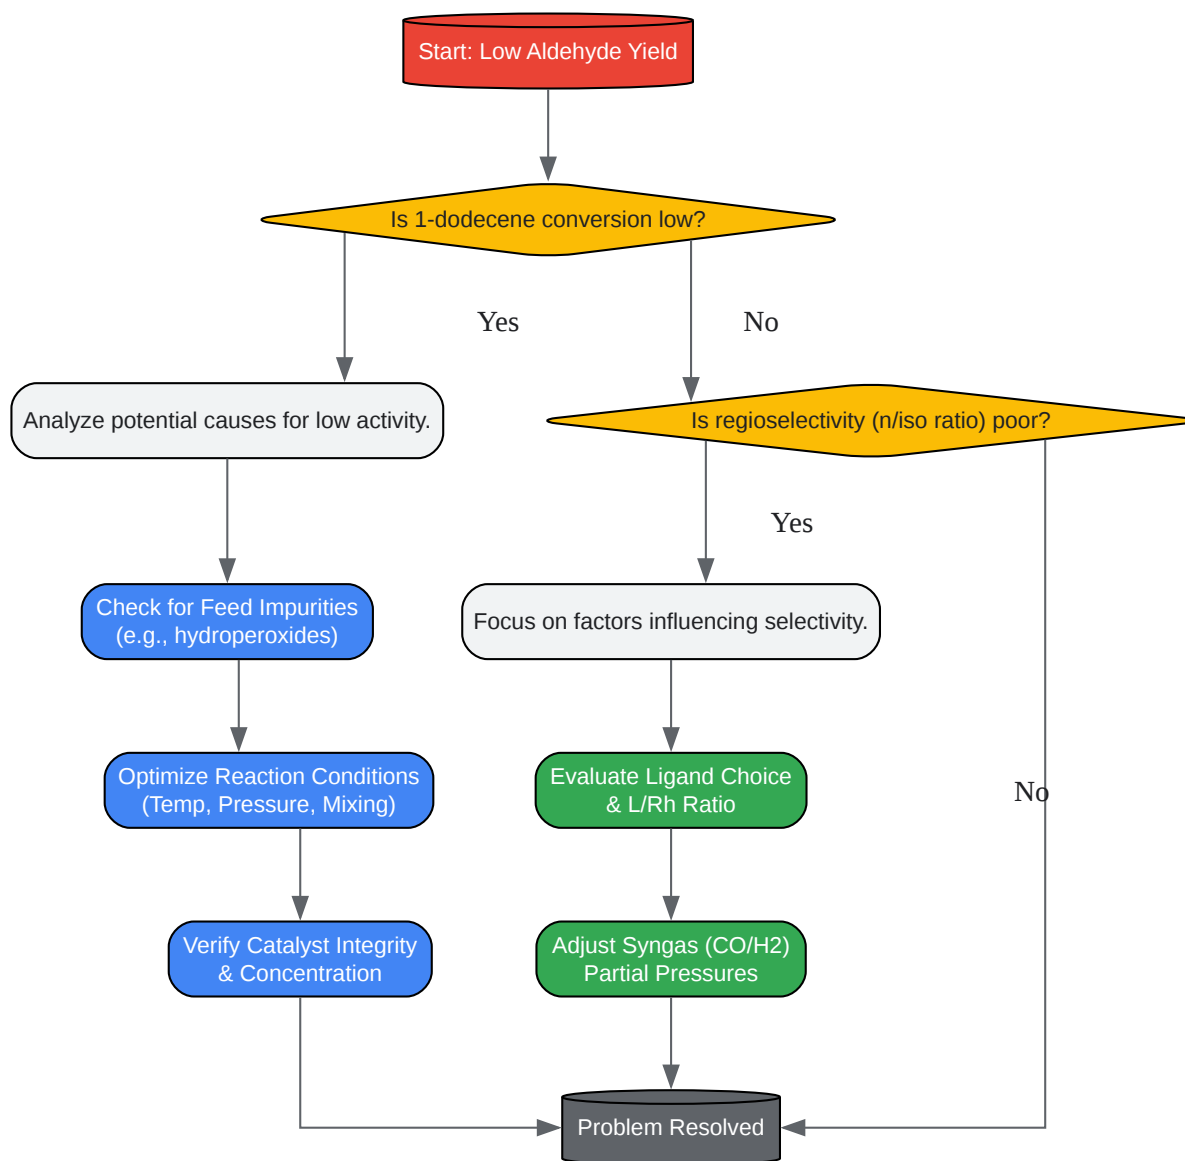 Start: Low Aldehyde Yield
Is 1-dodecene conversion low?
Yes
No
Analyze potential causes for low activity.
Is regioselectivity (n/iso ratio) poor?
Yes
Check for Feed Impurities
(e.g., hydroperoxides)
Focus on factors influencing selectivity.
Optimize Reaction Conditions
(Temp, Pressure, Mixing)
Evaluate Ligand Choice
& L/Rh Ratio
No
Verify Catalyst Integrity
& Concentration
Adjust Syngas (CO/H2)
Partial Pressures
Problem Resolved